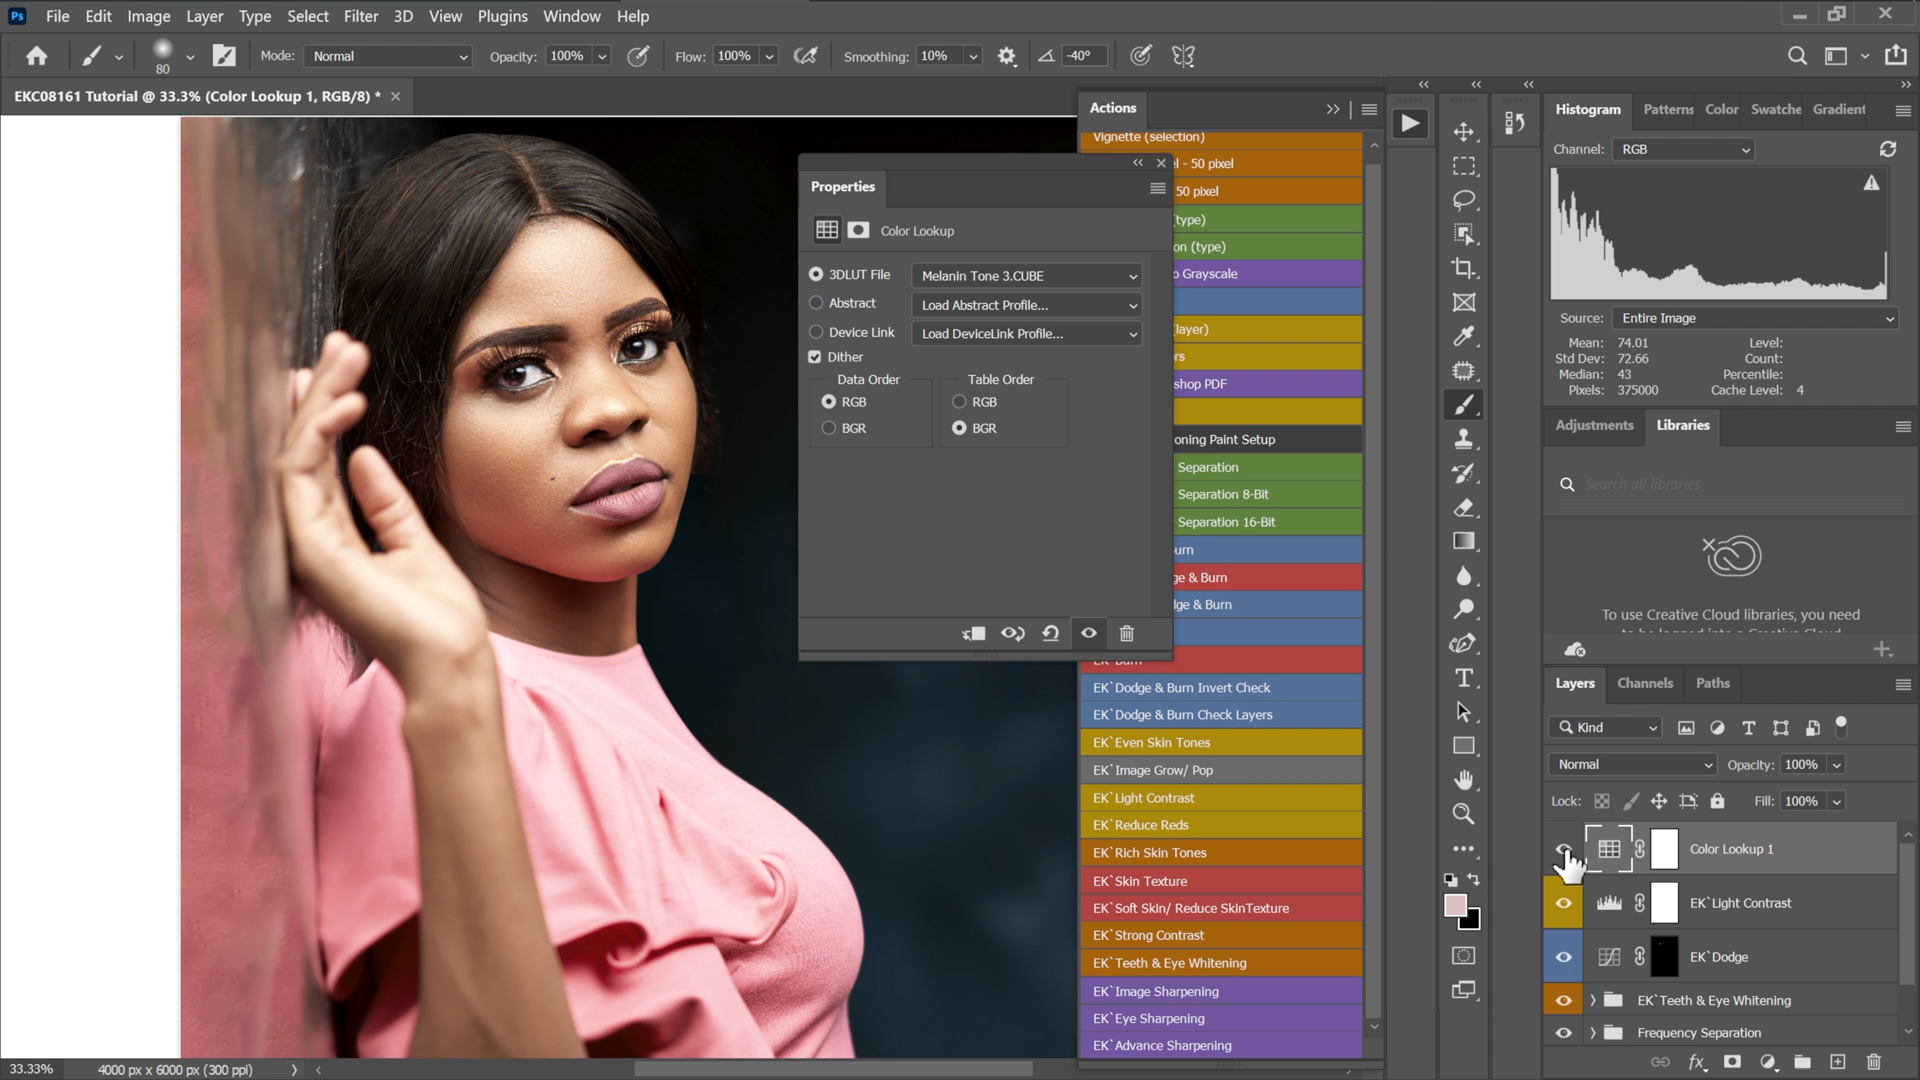 Ps File Edit Image Layer Type Select Filter 3D View Plugins Window Help
80 Mode: Normal Opacity: 100% Flow: 100% Smoothing: 10% -40°
EKC08161 Tutorial @ 33.3% (Color Lookup 1, RGB/8) *
Actions
Vignette (selection)
- 50 pixel
50 pixel
(type)
on (type)
o Grayscale
layer)
rs
shop PDF
oning Paint Setup
Separation
Separation 8-Bit
Separation 16-Bit
urn
ge & Burn
dge & Burn
EK`Burn
EK`Dodge & Burn Invert Check
EK`Dodge & Burn Check Layers
EK`Even Skin Tones
EK`Image Grow/ Pop
EK`Light Contrast
EK`Reduce Reds
EK`Rich Skin Tones
EK`Skin Texture
EK`Soft Skin/ Reduce SkinTexture
EK`Strong Contrast
EK`Teeth & Eye Whitening
EK`Image Sharpening
EK`Eye Sharpening
EK`Advance Sharpening
Properties
Color Lookup
3DLUT File Melanin Tone 3.CUBE
Abstract Load Abstract Profile...
Device Link Load DeviceLink Profile...
Dither
Data Order Table Order
RGB RGB
BGR BGR
Histogram Patterns Color Swatche Gradient
Channel: RGB
Source: Entire Image
Mean: 74.01 Level:
Std Dev: 72.66 Count:
Median: 43 Percentile:
Pixels: 375000 Cache Level: 4
Adjustments Libraries
Search all libraries
To use Creative Cloud libraries, you need
Layers Channels Paths
Kind
Normal Opacity: 100%
Lock: Fill: 100%
Color Lookup 1
EK`Light Contrast
EK`Dodge
EK`Teeth & Eye Whitening
Frequency Separation
33.33% 4000 px x 6000 px (300 ppi)